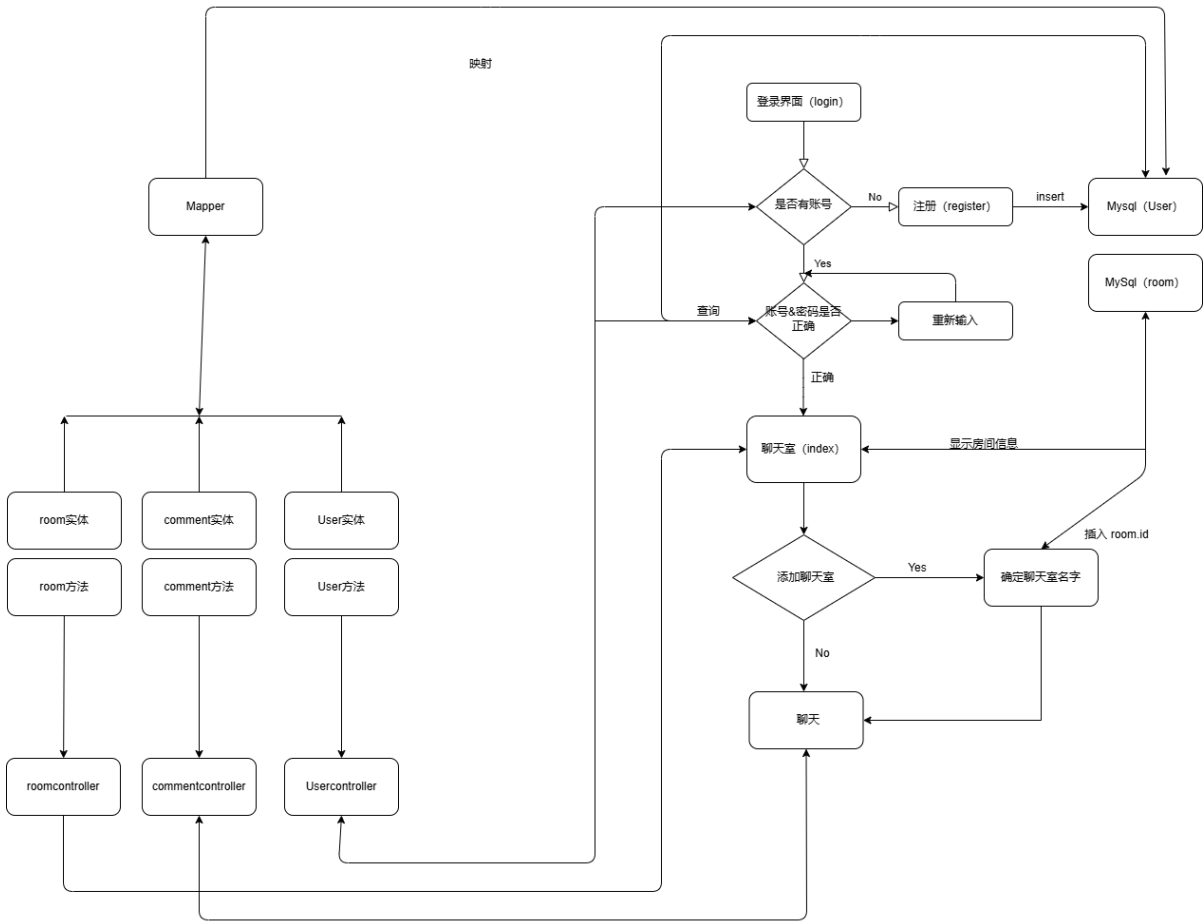 映射
登录界面（login）
Mapper
是否有账号
No
注册（register）
insert
Mysql（User）
Yes
MySql（room）
查询
账号&密码是否
正确
重新输入
正确
聊天室（index）
显示房间信息
room实体
comment实体
User实体
插入 room.id
room方法
comment方法
User方法
添加聊天室
Yes
确定聊天室名字
No
聊天
roomcontroller
commentcontroller
Usercontroller